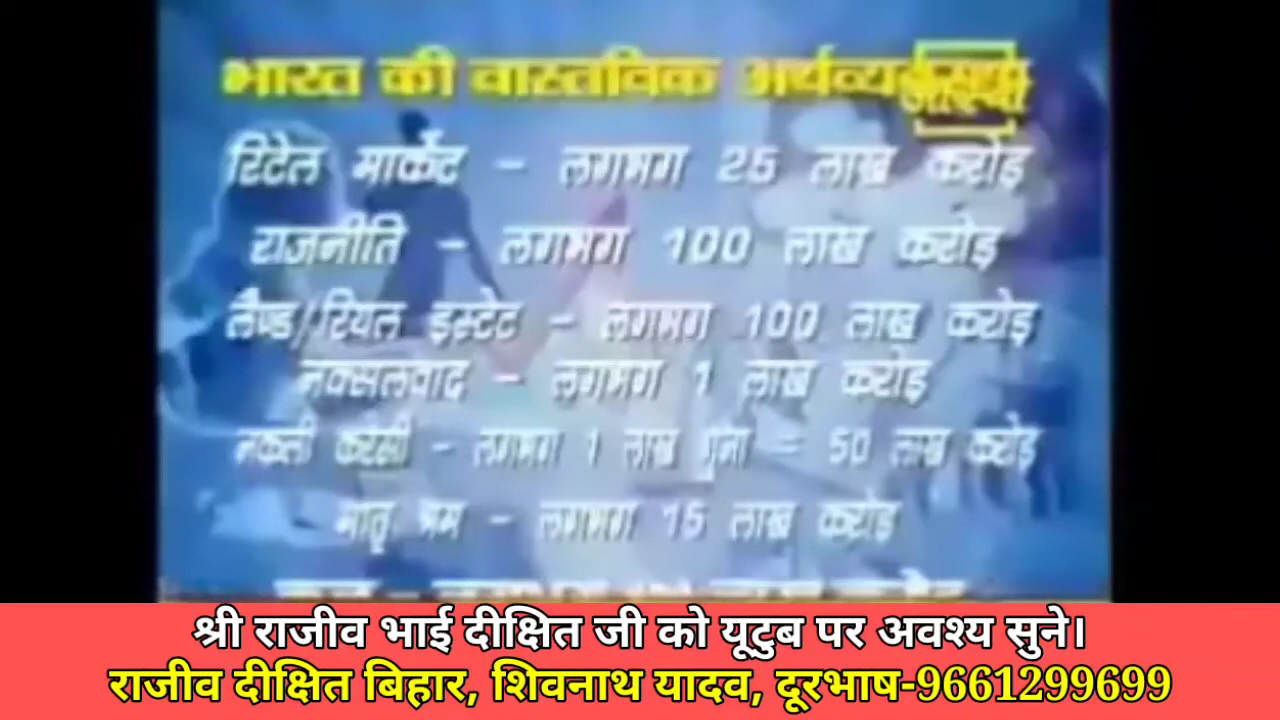 भारत की वास्तविक अर्थव्यवस्था
आस्था
रिटेल मार्केट - लगभग 25 लाख करोड़
राजनीति - लगभग 100 लाख करोड़
लैण्ड/रियल इस्टेट - लगभग 100 लाख करोड़
नक्सलवाद - लगभग 1 लाख करोड़
नकली करंसी - लगभग 1 लाख गुना = 50 लाख करोड़
मातृ श्रम - लगभग 15 लाख करोड़
श्री राजीव भाई दीक्षित जी को यूटुब पर अवश्य सुने।
राजीव दीक्षित बिहार, शिवनाथ यादव, दूरभाष-9661299699